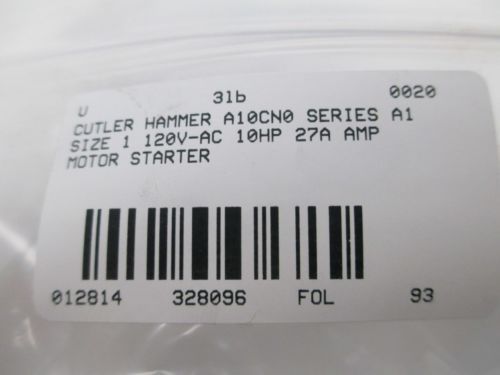 U 3lb 0020
CUTLER HAMMER A10CN0 SERIES A1
SIZE 1 120V-AC 10HP 27A AMP
MOTOR STARTER
012814 328096 FOL 93